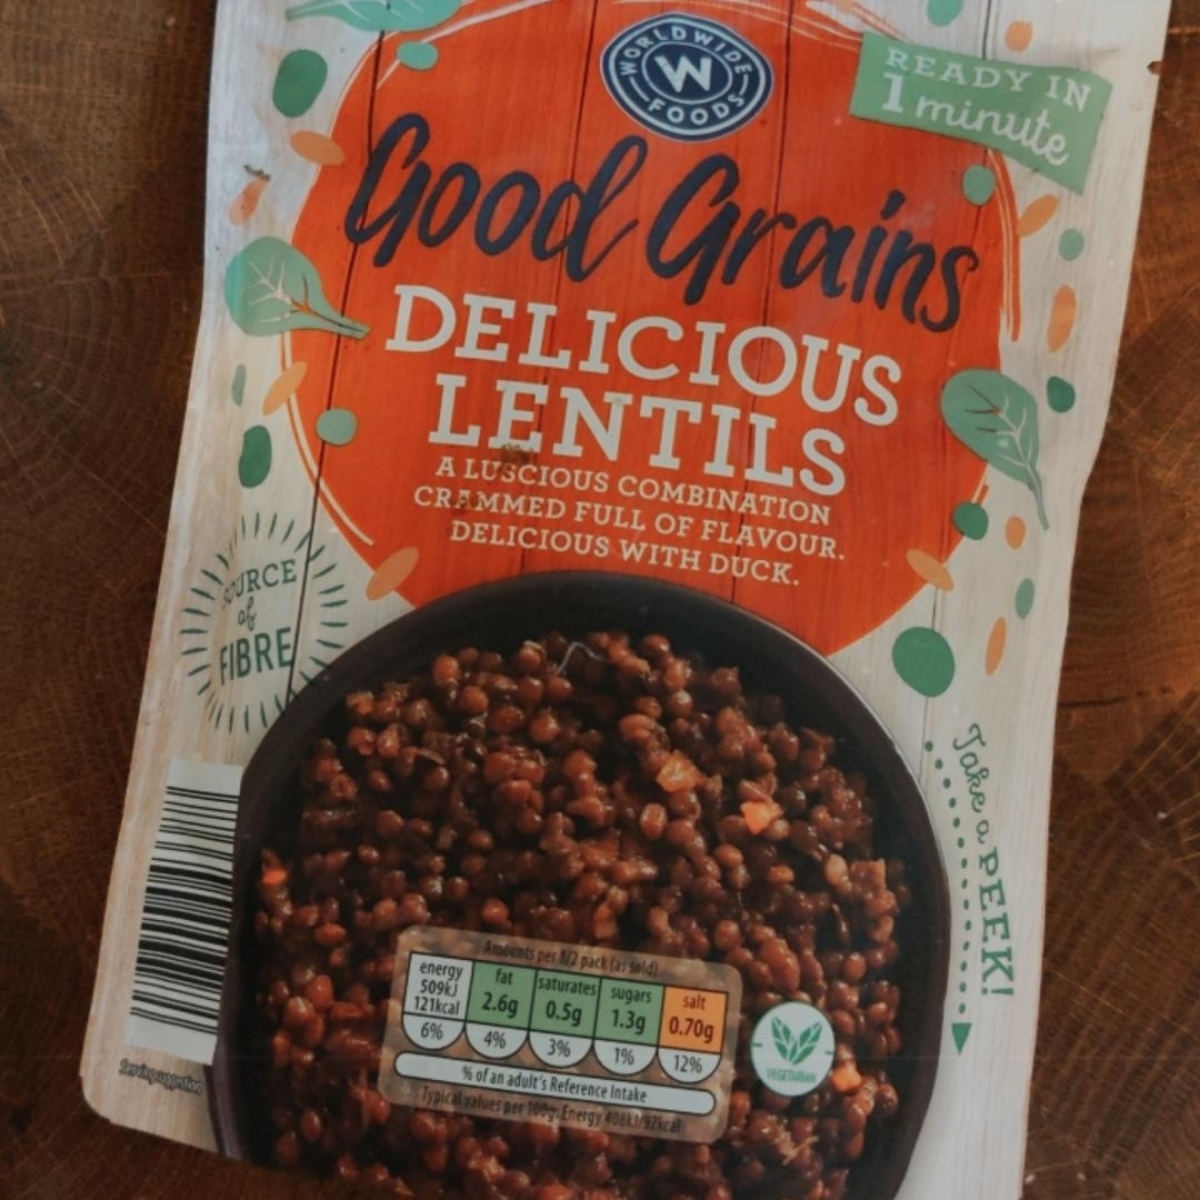 WORLDWIDE
W
FOODS
READY IN
1 minute
Good Grains
DELICIOUS
LENTILS
A LUSCIOUS COMBINATION
CRAMMED FULL OF FLAVOUR.
DELICIOUS WITH DUCK.
SOURCE
of
FIBRE
Take a PEEK!
Amounts per 1/2 pack (as sold)
energy
509kJ
121kcal
6%
fat
2.6g
4%
saturates
0.5g
3%
sugars
1.3g
1%
salt
0.70g
12%
% of an adult's Reference Intake
Typical values per 100g: Energy 408kJ/97kcal
VEGETARIAN
Serving suggestion